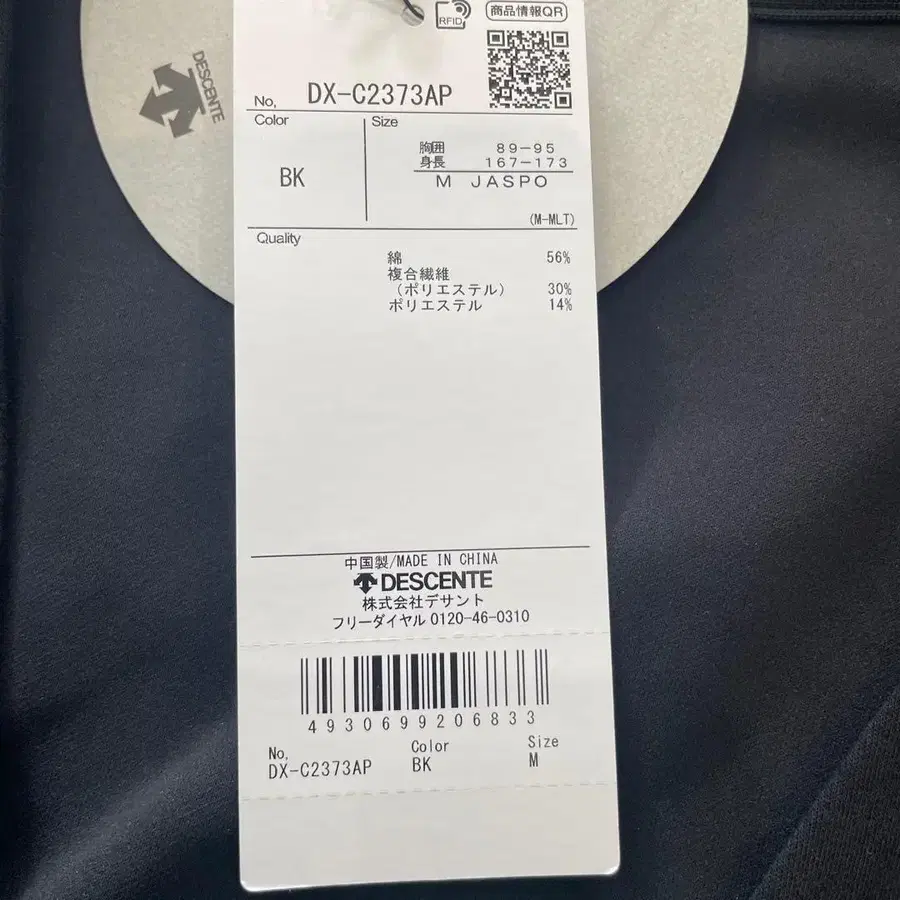 RFID
商品情報QR
DESCENTE
No, DX-C2373AP
Color
Size
胸囲 89-95
身長 167-173
BK
M JASPO
(M-MLT)
Quality
綿 56%
複合繊維
(ポリエステル) 30%
ポリエステル 14%
中国製/MADE IN CHINA
DESCENTE
株式会社デサント
フリーダイヤル 0120-46-0310
4930699206833
No, Color Size
DX-C2373AP BK M